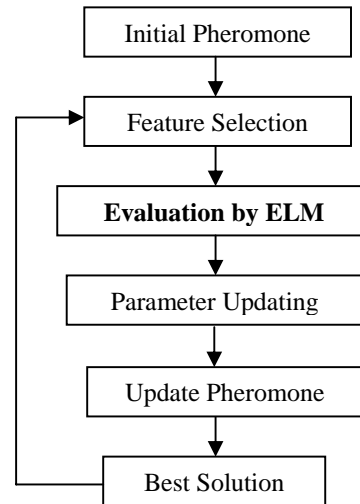 Initial Pheromone
Feature Selection
Evaluation by ELM
Parameter Updating
Update Pheromone
Best Solution